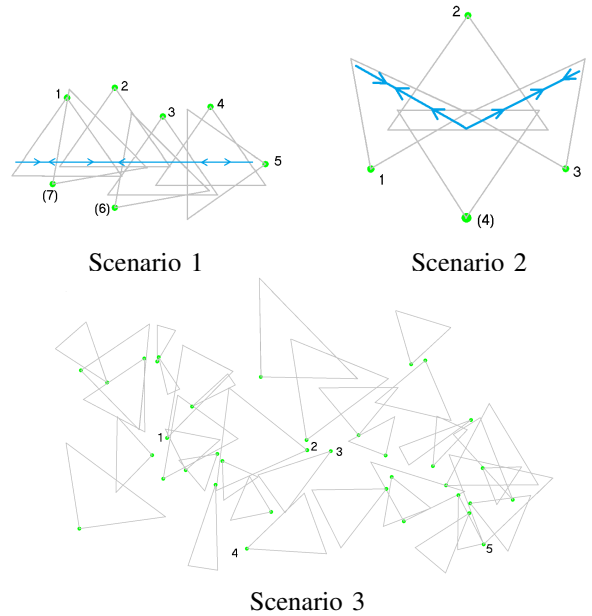 1 2 3 4 5 (6) (7)
Scenario 1
2 1 3 (4)
Scenario 2
1 2 3 4 5
Scenario 3